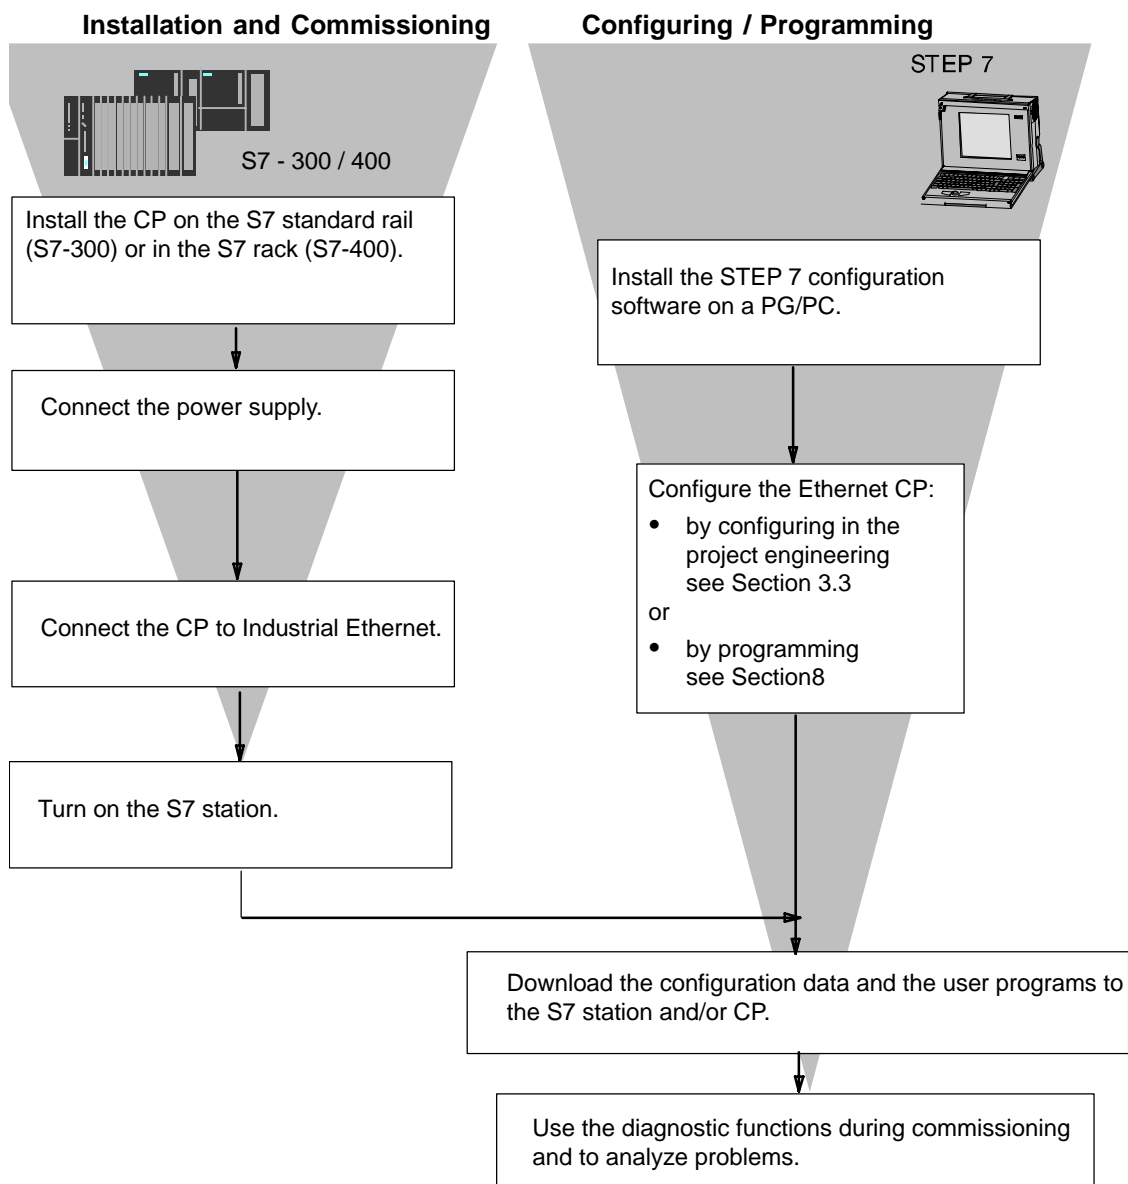 Installation and Commissioning
Configuring / Programming
S7 - 300 / 400
Install the CP on the S7 standard rail
(S7-300) or in the S7 rack (S7-400).
Connect the power supply.
Connect the CP to Industrial Ethernet.
Turn on the S7 station.
STEP 7
Install the STEP 7 configuration
software on a PG/PC.
Configure the Ethernet CP:
• by configuring in the
project engineering
see Section 3.3
or
• by programming
see Section8
Download the configuration data and the user programs to
the S7 station and/or CP.
Use the diagnostic functions during commissioning
and to analyze problems.